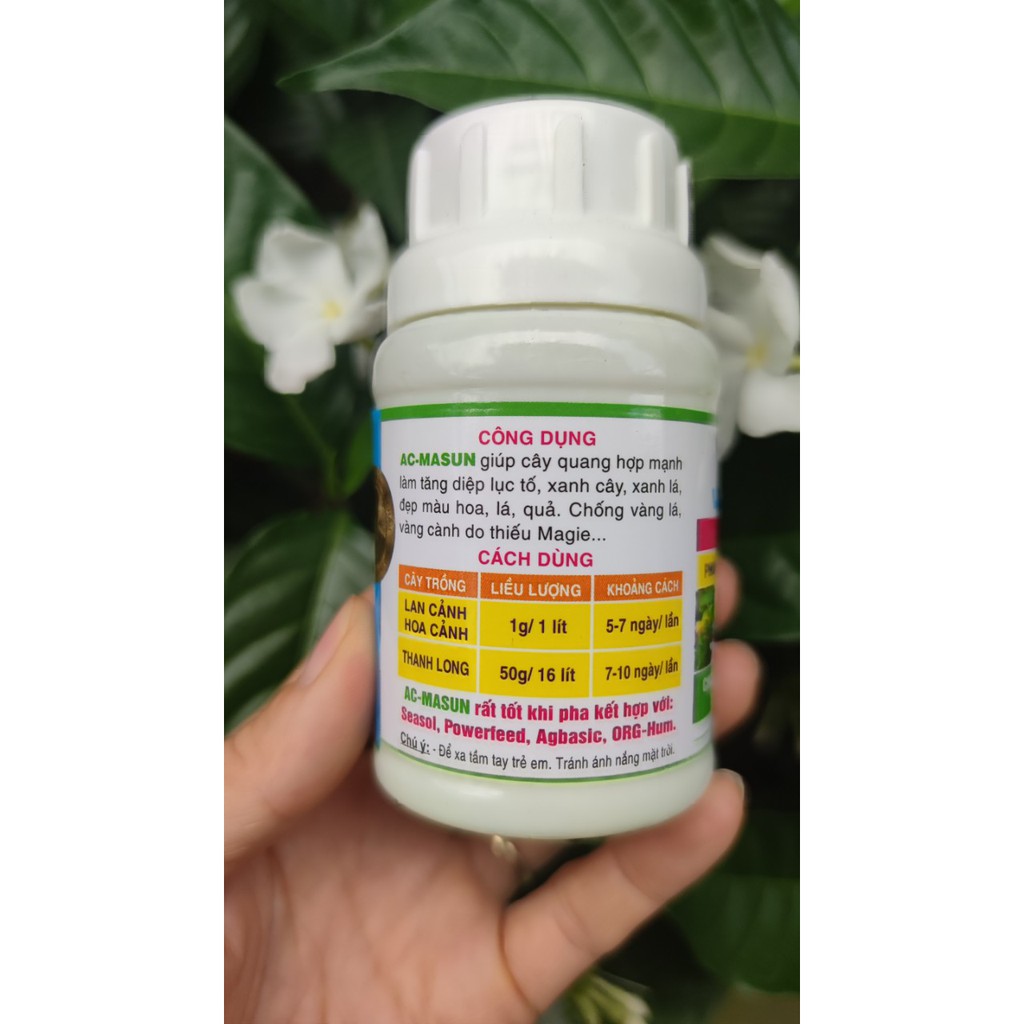 CÔNG DỤNG
AC-MASUN giúp cây quang hợp mạnh
làm tăng diệp lục tố, xanh cây, xanh lá,
đẹp màu hoa, lá, quả. Chống vàng lá,
vàng cành do thiếu Magie...
CÁCH DÙNG
CÂY TRỒNG LIỀU LƯỢNG KHOẢNG CÁCH
LAN CẢNH
HOA CẢNH 1g/ 1 lít 5-7 ngày/ lần
THANH LONG 50g/ 16 lít 7-10 ngày/ lần
AC-MASUN rất tốt khi pha kết hợp với:
Seasol, Powerfeed, Agbasic, ORG-Hum.
Chú ý: - Để xa tầm tay trẻ em. Tránh ánh nắng mặt trời.